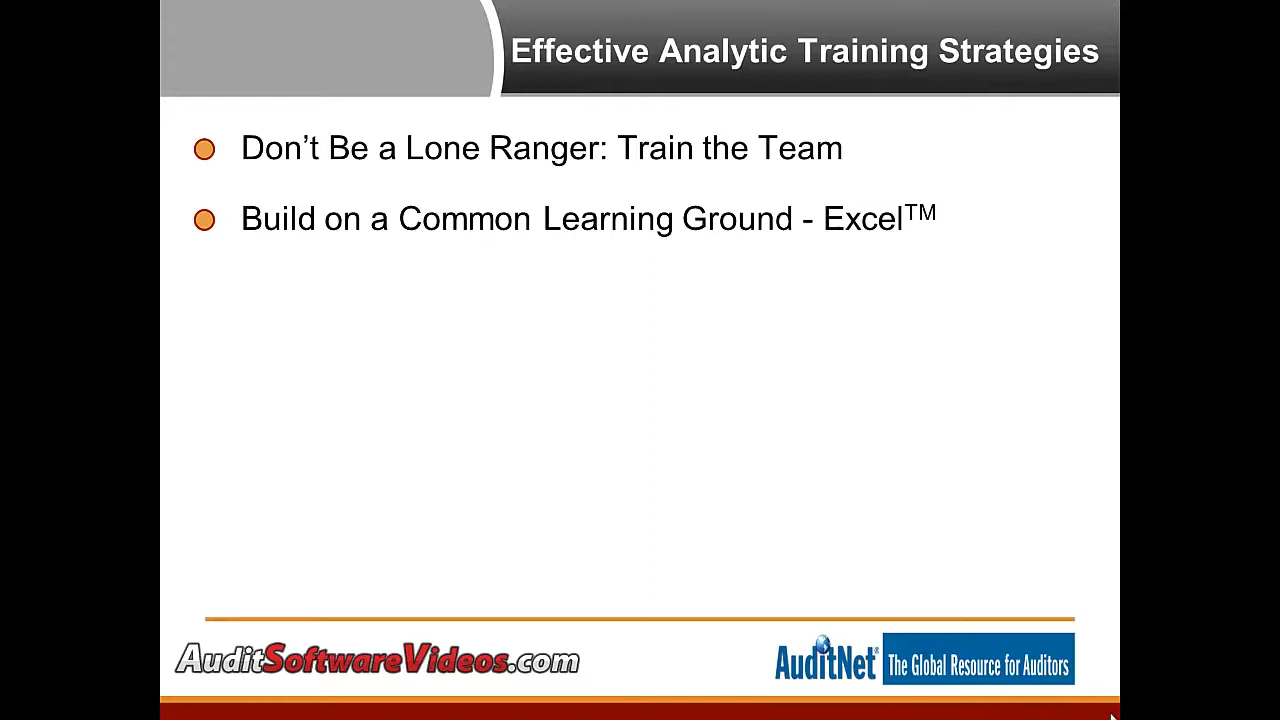 Effective Analytic Training Strategies
Don't Be a Lone Ranger: Train the Team
Build on a Common Learning Ground - Excel™
AuditSoftwareVideos.com
AuditNet® The Global Resource for Auditors